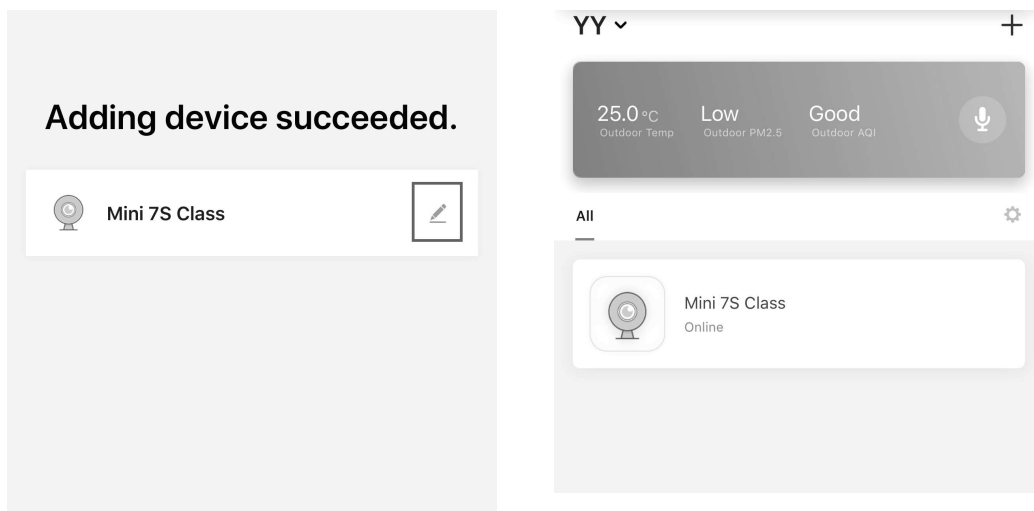 Adding device succeeded.
Mini 7S Class
YY
25.0 °C
Outdoor Temp
Low
Outdoor PM2.5
Good
Outdoor AQI
All
Mini 7S Class
Online